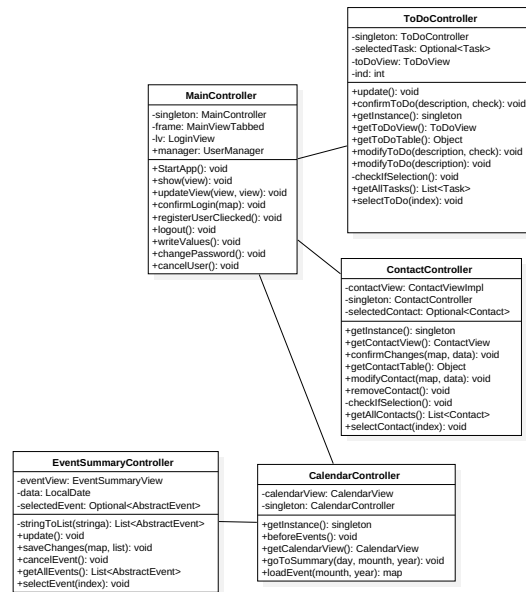 ToDoController
-singleton: ToDoController
-selectedTask: Optional<Task>
-toDoView: ToDoView
-ind: int
+update(): void
+confirmToDo(description, check): void
+getInstance(): singleton
+getToDoView(): ToDoView
+getToDoTable(): Object
+modifyToDo(description, check): void
+modifyToDo(description): void
-checkIfSelection(): void
+getAllTasks(): List<Task>
+selectToDo(index): void
MainController
-singleton: MainController
-frame: MainViewTabbed
-lv: LoginView
+manager: UserManager
+StartApp(): void
+show(view): void
+updateView(view, view): void
+confirmLogin(map): void
+registerUserCliecked(): void
+logout(): void
+writeValues(): void
+changePassword(): void
+cancelUser(): void
ContactController
-contactView: ContactViewImpl
-singleton: ContactController
-selectedContact: Optional<Contact>
+getInstance(): singleton
+getContactView(): ContactView
+confirmChanges(map, data): void
+getContactTable(): Object
+modifyContact(map, data): void
+removeContact(): void
-checkIfSelection(): void
+getAllContacts(): List<Contact>
+selectContact(index): void
EventSummaryController
-eventView: EventSummaryView
-data: LocalDate
-selectedEvent: Optional<AbstractEvent>
-stringToList(stringa): List<AbstractEvent>
+update(): void
+saveChanges(map, list): void
+cancelEvent(): void
+getAllEvents(): List<AbstractEvent>
+selectEvent(index): void
CalendarController
-calendarView: CalendarView
-singleton: CalendarController
+getInstance(): singleton
+beforeEvents(): void
+getCalendarView(): CalendarView
+goToSummary(day, mounth, year): void
+loadEvent(mounth, year): map